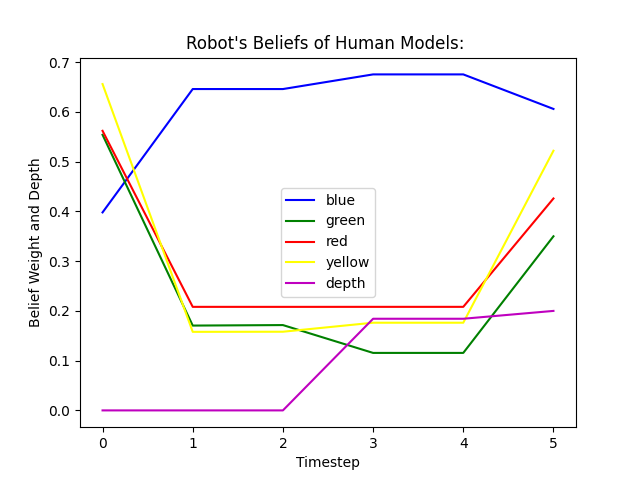 Robot's Beliefs of Human Models:
Belief Weight and Depth
0.7
0.6
0.5
0.4
0.3
0.2
0.1
0.0
blue
green
red
yellow
depth
0 1 2 3 4 5
Timestep